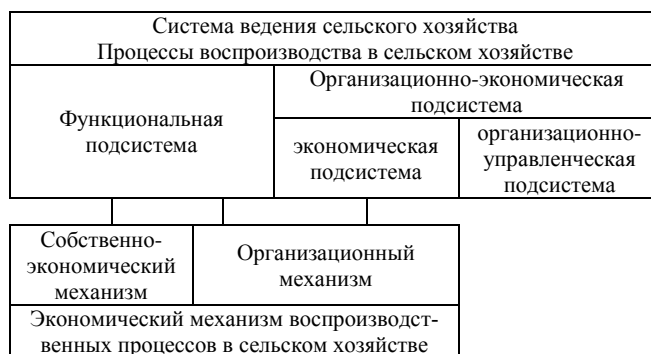 Система ведения сельского хозяйства
Процессы воспроизводства в сельском хозяйстве
Функциональная
подсистема
Организационно-экономическая
подсистема
экономическая
подсистема
организационно-
управленческая
подсистема
Собственно-
экономический
механизм
Организационный
механизм
Экономический механизм воспроизводст-
венных процессов в сельском хозяйстве